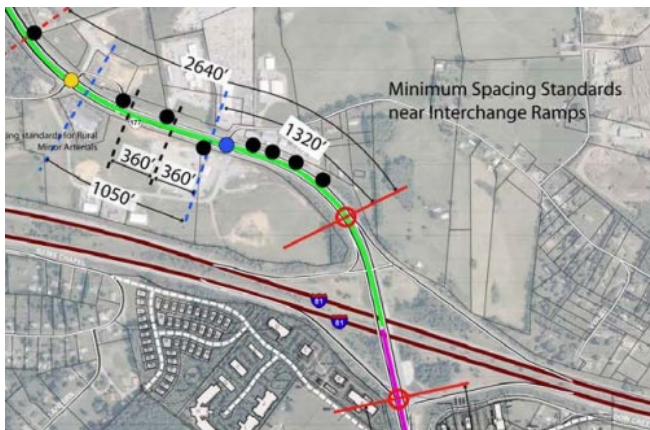 2640'
Minimum Spacing Standards
near Interchange Ramps
1320'
ing standards for Rural
Minor Arterials
360'
360'
1050'
81
81